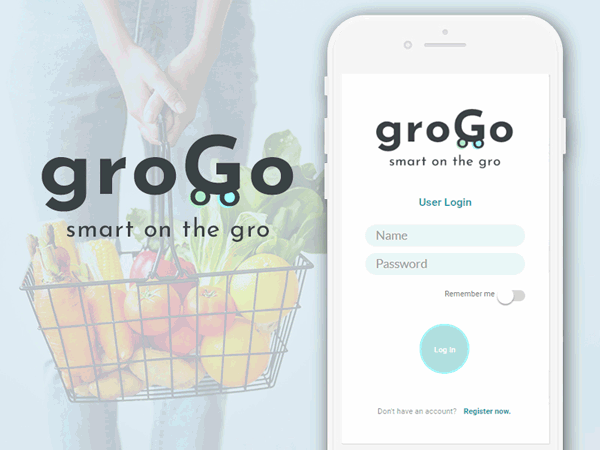 groGo
smart on the gro
groGo
smart on the gro
User Login
Name
Password
Remember me
Log In
Don't have an account? Register now.